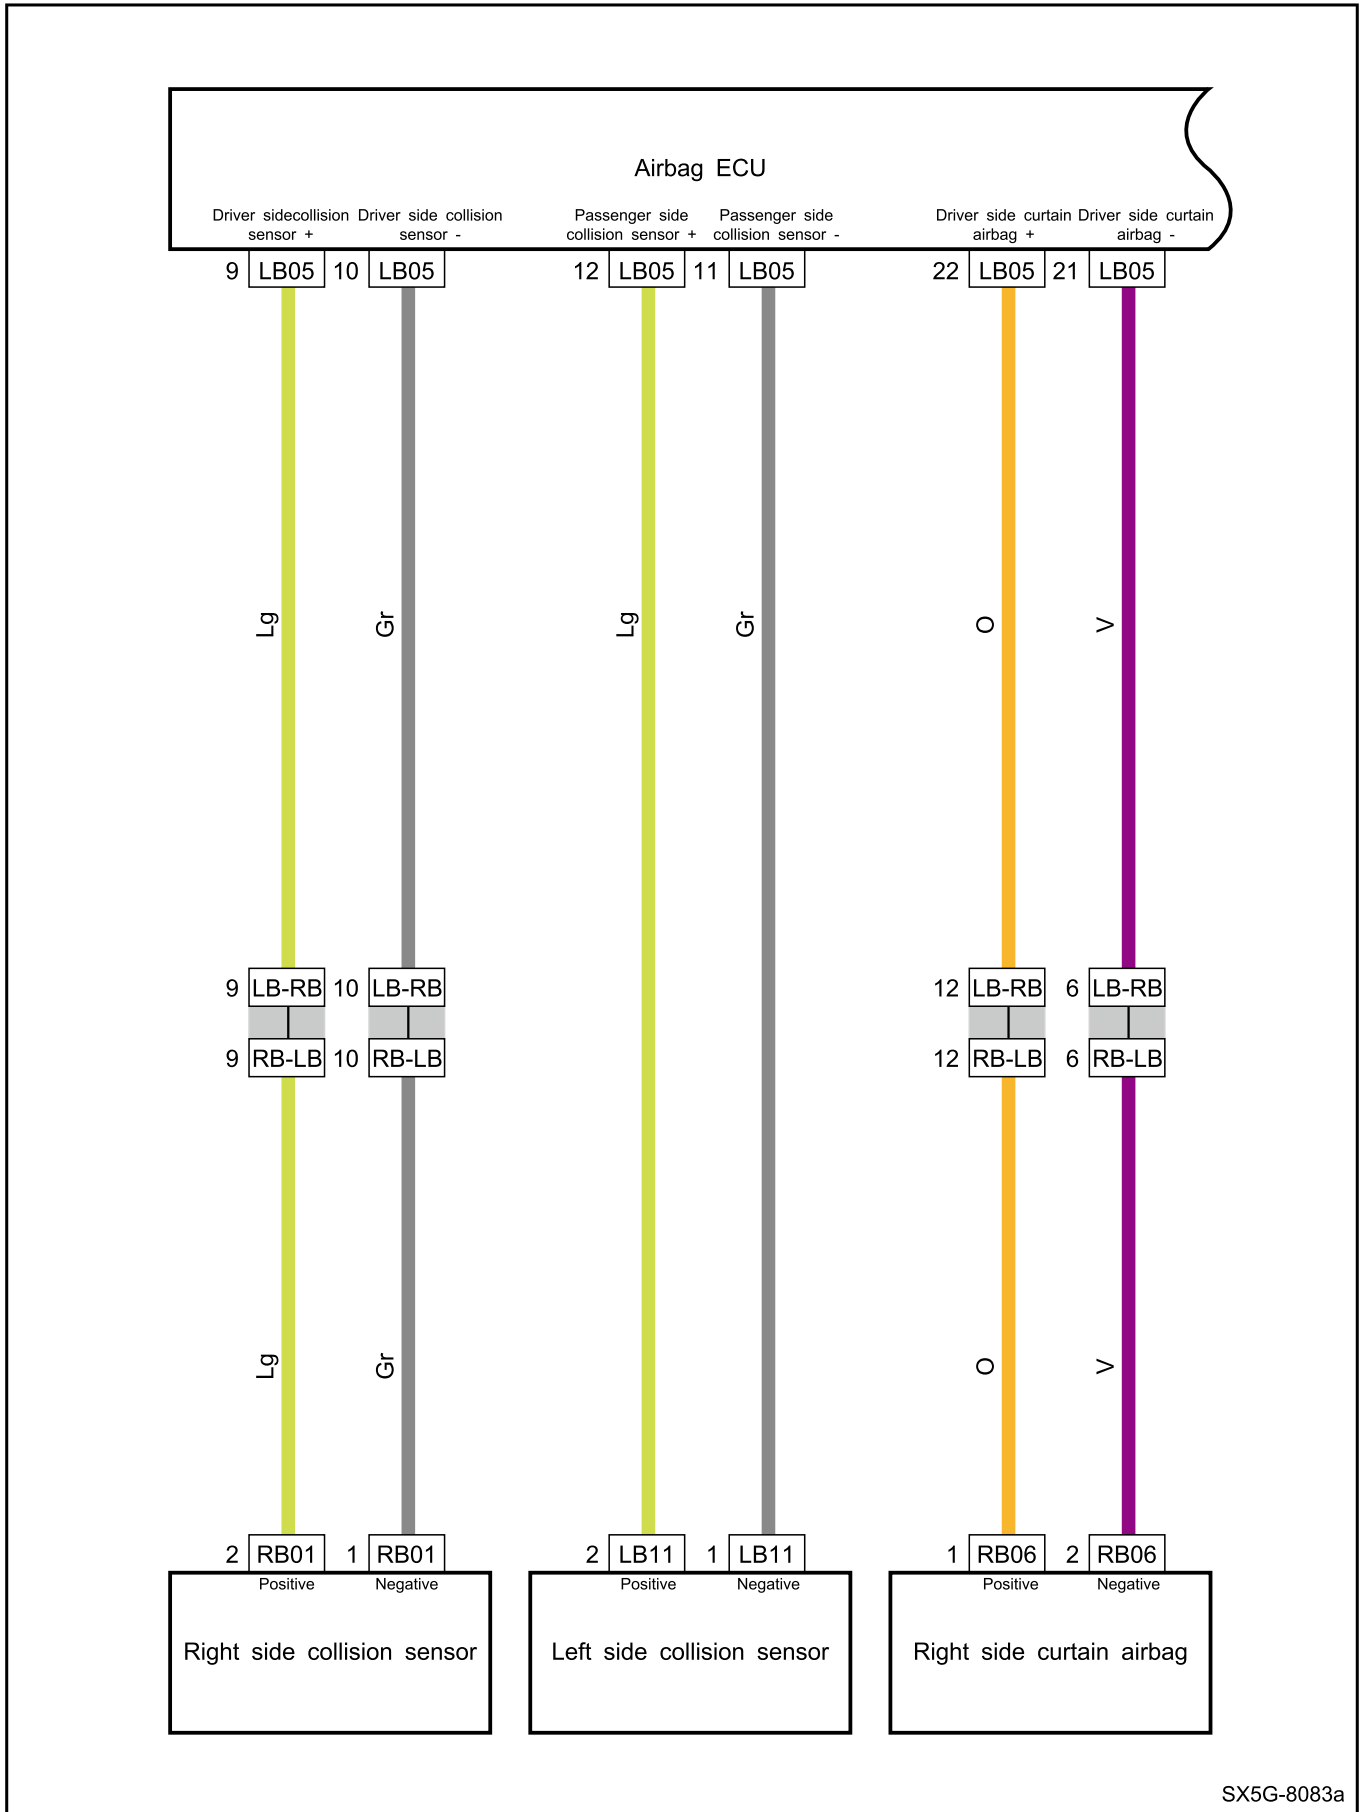 Airbag ECU
Driver sidecollision Driver side collision Passenger side Passenger side Driver side curtain Driver side curtain
sensor + sensor - collision sensor + collision sensor - airbag + airbag -
9 LB05 10 LB05 12 LB05 11 LB05 22 LB05 21 LB05
Lg Gr Lg Gr O V
9 LB-RB 10 LB-RB 12 LB-RB 6 LB-RB
9 RB-LB 10 RB-LB 12 RB-LB 6 RB-LB
Lg Gr O V
2 RB01 1 RB01 2 LB11 1 LB11 1 RB06 2 RB06
Positive Negative Positive Negative Positive Negative
Right side collision sensor Left side collision sensor Right side curtain airbag
SX5G-8083a